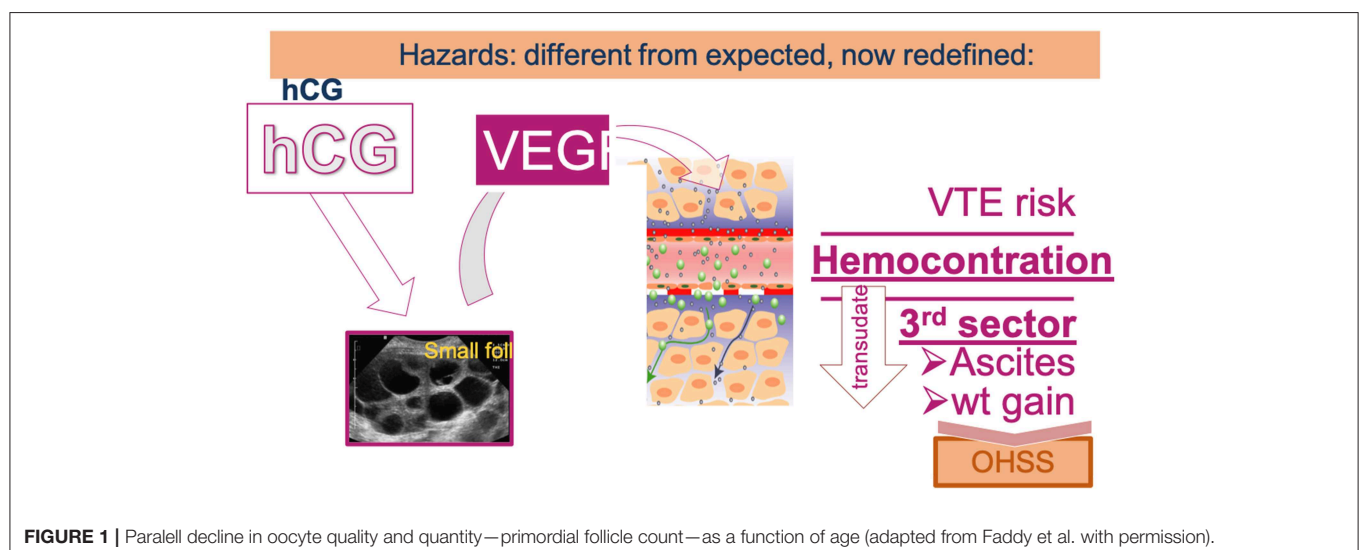 Hazards: different from expected, now redefined:
hCG
hCG
VEGF
Small foll
VTE risk
Hemocontration
transudate
3rd sector
➢Ascites
➢wt gain
OHSS
FIGURE 1 | Paralell decline in oocyte quality and quantity—primordial follicle count—as a function of age (adapted from Faddy et al. with permission).